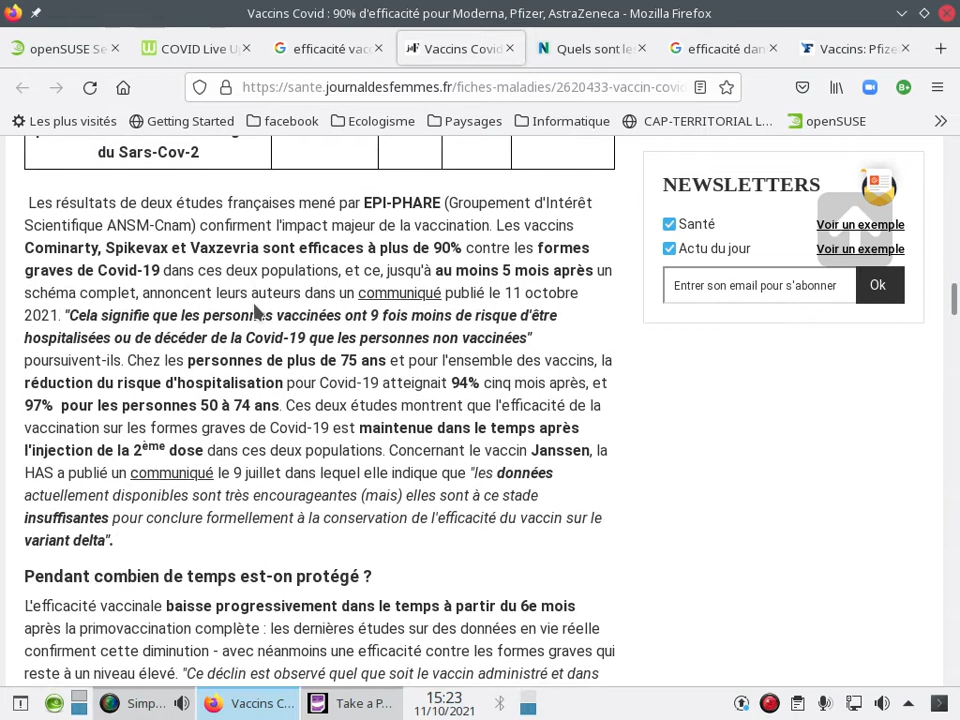 Vaccins Covid : 90% d'efficacité pour Moderna, Pfizer, AstraZeneca - Mozilla Firefox
openSUSE Se
COVID Live U
efficacité vac
Vaccins Covid
Quels sont les
efficacité dan
Vaccins: Pfize
https://sante.journaldesfemmes.fr/fiches-maladies/2620433-vaccin-covid
Les plus visités
Getting Started
facebook
Ecologisme
Paysages
Informatique
CAP-TERRITORIAL L...
openSUSE
du Sars-Cov-2
Les résultats de deux études françaises mené par EPI-PHARE (Groupement d'Intérêt
Scientifique ANSM-Cnam) confirment l'impact majeur de la vaccination. Les vaccins
Cominarty, Spikevax et Vaxzevria sont efficaces à plus de 90% contre les formes
graves de Covid-19 dans ces deux populations, et ce, jusqu'à au moins 5 mois après un
schéma complet, annoncent leurs auteurs dans un communiqué publié le 11 octobre
2021. "Cela signifie que les personnes vaccinées ont 9 fois moins de risque d'être
hospitalisées ou de décéder de la Covid-19 que les personnes non vaccinées"
poursuivent-ils. Chez les personnes de plus de 75 ans et pour l'ensemble des vaccins, la
réduction du risque d'hospitalisation pour Covid-19 atteignait 94% cinq mois après, et
97% pour les personnes 50 à 74 ans. Ces deux études montrent que l'efficacité de la
vaccination sur les formes graves de Covid-19 est maintenue dans le temps après
l'injection de la 2ème dose dans ces deux populations. Concernant le vaccin Janssen, la
HAS a publié un communiqué le 9 juillet dans lequel elle indique que "les données
actuellement disponibles sont très encourageantes (mais) elles sont à ce stade
insuffisantes pour conclure formellement à la conservation de l'efficacité du vaccin sur le
variant delta".
Pendant combien de temps est-on protégé ?
L'efficacité vaccinale baisse progressivement dans le temps à partir du 6e mois
après la primovaccination complète : les dernières études sur des données en vie réelle
confirment cette diminution - avec néanmoins une efficacité contre les formes graves qui
reste à un niveau élevé. "Ce déclin est observé quel que soit le vaccin administré et dans
NEWSLETTERS
Santé
Voir un exemple
Actu du jour
Voir un exemple
Entrer son email pour s'abonner
Ok
Simp...
Vaccins C...
Take a P...
15:23
11/10/2021